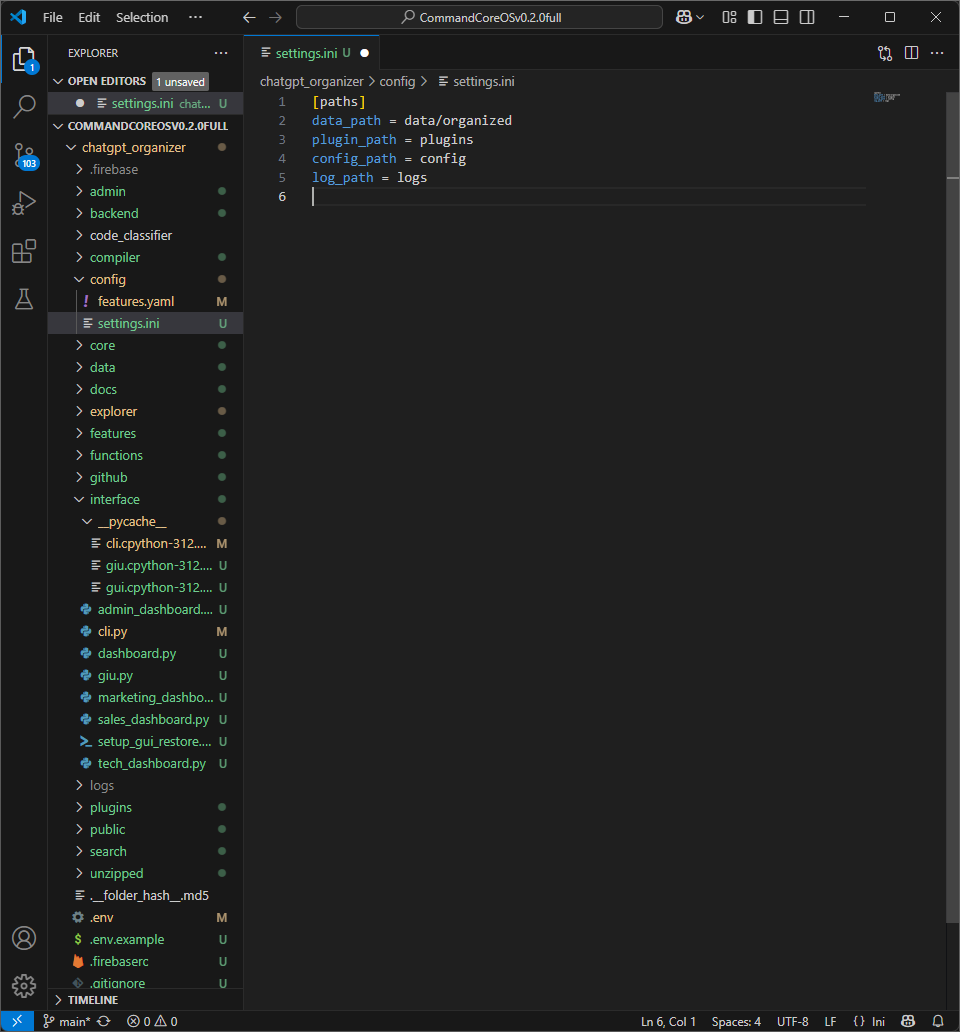 File Edit Selection ··· CommandCoreOSv0.2.0full
EXPLORER ···
1
OPEN EDITORS 1 unsaved
settings.ini chat... U
COMMANDCOREOSV0.2.0FULL
chatgpt_organizer
.firebase
admin
backend
code_classifier
compiler
config
! features.yaml M
settings.ini U
core
data
docs
explorer
features
functions
github
interface
__pycache__
cli.cpython-312.... M
giu.cpython-312.... U
gui.cpython-312.... U
admin_dashboard.... U
cli.py M
dashboard.py U
giu.py U
marketing_dashbo... U
sales_dashboard.py U
setup_gui_restore.... U
tech_dashboard.py U
logs
plugins
public
search
unzipped
.__folder_hash__.md5
.env M
$ .env.example U
.firebaserc U
.gitignore U
TIMELINE
103
settings.ini U
chatgpt_organizer > config > settings.ini
1 [paths]
2 data_path = data/organized
3 plugin_path = plugins
4 config_path = config
5 log_path = logs
6
main* 0 0 Ln 6, Col 1 Spaces: 4 UTF-8 LF {} Ini